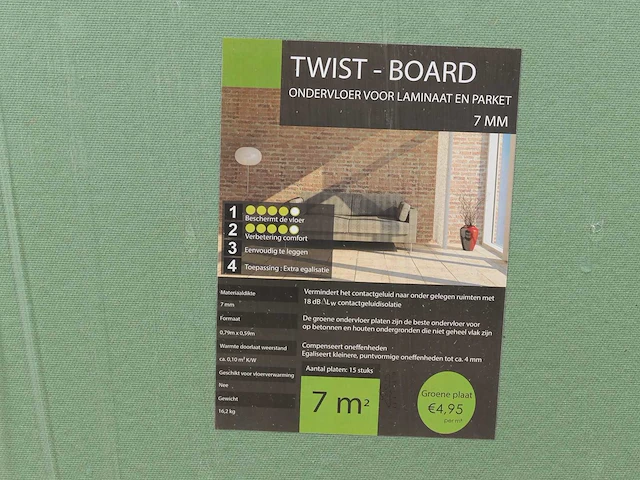 TWIST - BOARD
ONDERVLOER VOOR LAMINAAT EN PARKET
7 MM
1 Beschermt de vloer
2 Verbetering comfort
3 Eenvoudig te leggen
4 Toepassing : Extra egalisatie
Materiaaldikte
7 mm
Formaat
0,79m x 0,59m
Warmte doorlaat weerstand
ca. 0,10 m² K/W
Geschikt voor vloerverwarming
Nee
Gewicht
16,2 kg
Vermindert het contactgeluid naar onder gelegen ruimten met
18 dB \Lw contactgeluidisolatie
De groene ondervloer platen zijn de beste ondervloer voor
op betonnen en houten ondergronden die niet geheel vlak zijn
Compenseert oneffenheden
Egaliseert kleinere, puntvormige oneffenheden tot ca. 4 mm
Aantal platen: 15 stuks
7 m²
Groene plaat
€4,95
per m²